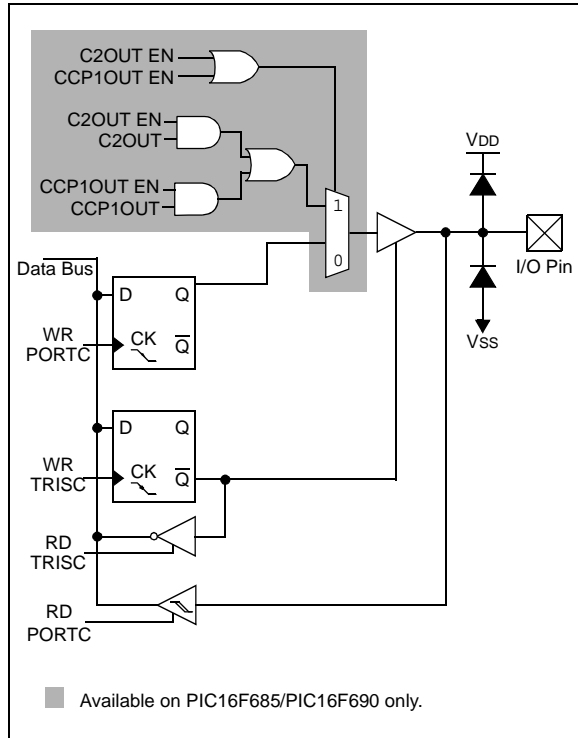 C2OUT EN
CCP1OUT EN
C2OUT EN
C2OUT
CCP1OUT EN
CCP1OUT
1
0
VDD
I/O Pin
VSS
Data Bus
D Q
WR
PORTC
CK
Q
D Q
WR
TRISC
CK
Q
RD
TRISC
RD
PORTC
Available on PIC16F685/PIC16F690 only.